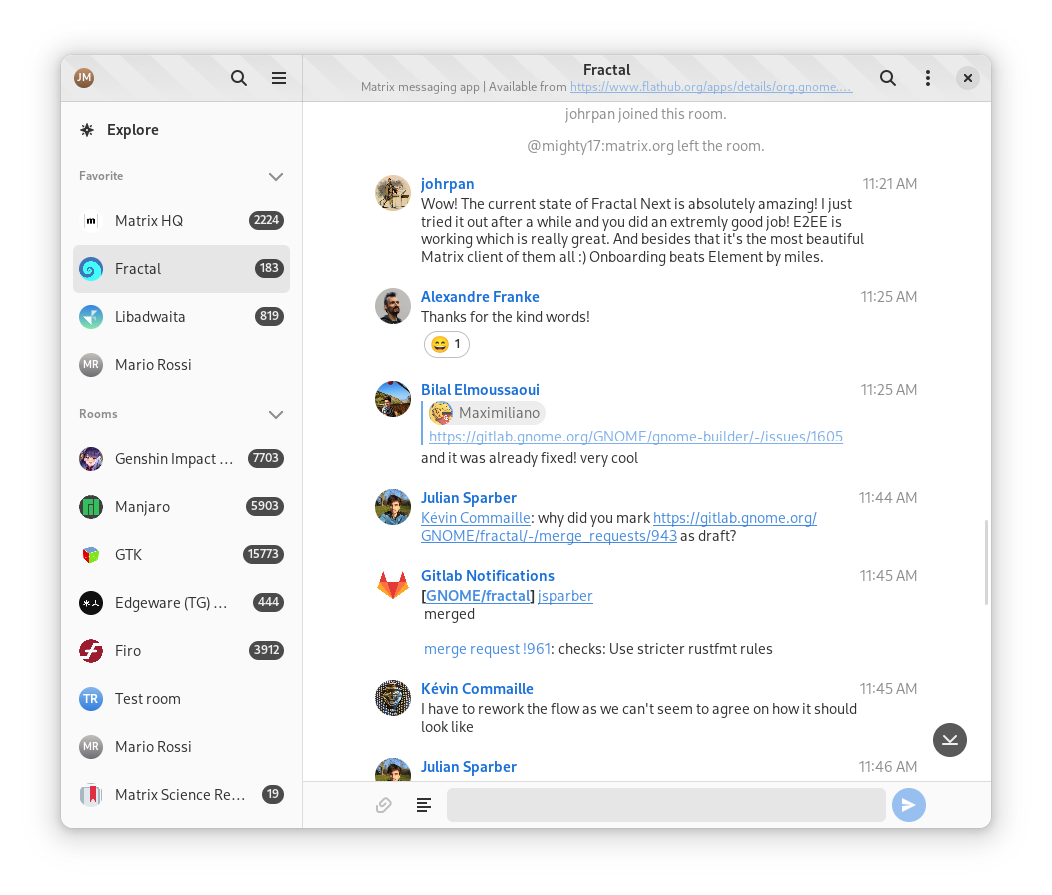 JM
Explore
Favorite
m
Matrix HQ 2224
Fractal 183
Libadwaita 819
MR Mario Rossi
Rooms
Genshin Impact … 7703
Manjaro 5903
GTK 15773
Edgeware (TG) … 444
Firo 3912
TR Test room
MR Mario Rossi
Matrix Science Re… 19
Fractal
Matrix messaging app | Available from https://www.flathub.org/apps/details/org.gnome.…
johrpan joined this room.
@mighty17:matrix.org left the room.
johrpan 11:21 AM
Wow! The current state of Fractal Next is absolutely amazing! I just
tried it out after a while and you did an extremly good job! E2EE is
working which is really great. And besides that it's the most beautiful
Matrix client of them all :) Onboarding beats Element by miles.
Alexandre Franke 11:25 AM
Thanks for the kind words!
😄 1
Bilal Elmoussaoui 11:25 AM
Maximiliano
https://gitlab.gnome.org/GNOME/gnome-builder/-/issues/1605
and it was already fixed! very cool
Julian Sparber 11:44 AM
Kévin Commaille: why did you mark https://gitlab.gnome.org/
GNOME/fractal/-/merge_requests/943 as draft?
Gitlab Notifications 11:45 AM
[GNOME/fractal] jsparber
merged
merge request !961: checks: Use stricter rustfmt rules
Kévin Commaille 11:45 AM
I have to rework the flow as we can't seem to agree on how it should
look like
Julian Sparber 11:46 AM